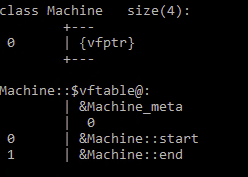 class Machine   size(4):
        +---
 0      | {vfptr}
        +---
Machine::$vftable@:
        | &Machine_meta
        |  0
 0      | &Machine::start
 1      | &Machine::end